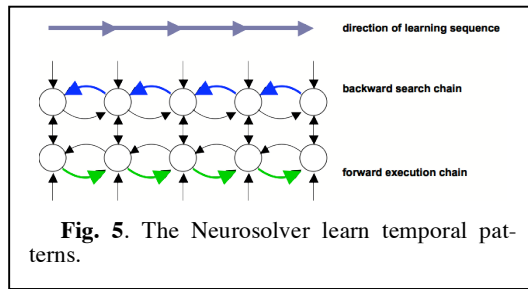 direction of learning sequence
backward search chain
forward execution chain
Fig. 5. The Neurosolver learn temporal pat-
terns.